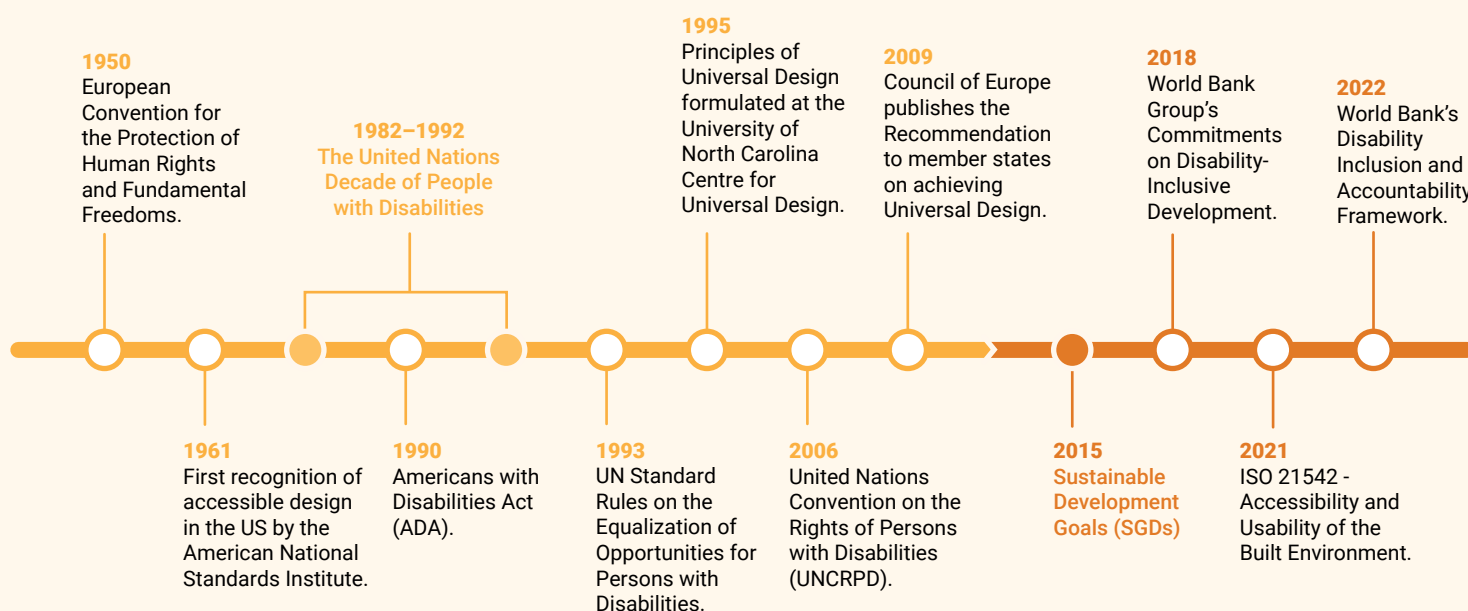 1950
European
Convention for
the Protection of
Human Rights
and Fundamental
Freedoms.
1961
First recognition of
accessible design
in the US by the
American National
Standards Institute.
1982–1992
The United Nations
Decade of People
with Disabilities
1990
Americans with
Disabilities Act
(ADA).
1993
UN Standard
Rules on the
Equalization of
Opportunities for
Persons with
Disabilities.
1995
Principles of
Universal Design
formulated at the
University of
North Carolina
Centre for
Universal Design.
2006
United Nations
Convention on the
Rights of Persons
with Disabilities
(UNCRPD).
2009
Council of Europe
publishes the
Recommendation
to member states
on achieving
Universal Design.
2015
Sustainable
Development
Goals (SGDs)
2018
World Bank
Group's
Commitments
on Disability-
Inclusive
Development.
2021
ISO 21542 -
Accessibility and
Usability of the
Built Environment.
2022
World Bank's
Disability
Inclusion and
Accountability
Framework.